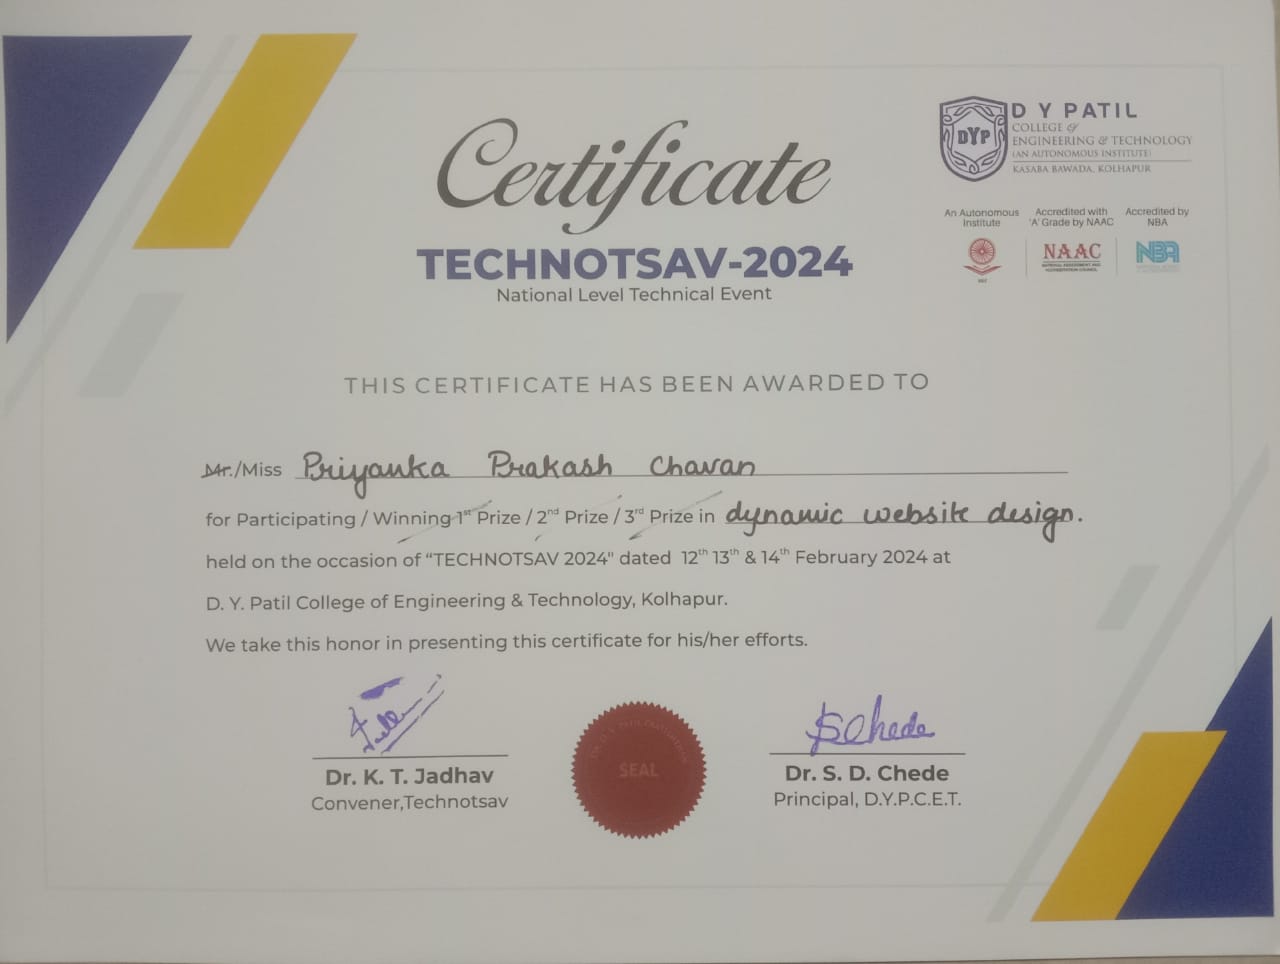 Certificate
TECHNOTSAV-2024
National Level Technical Event
D Y PATIL
COLLEGE of
ENGINEERING & TECHNOLOGY
(AN AUTONOMOUS INSTITUTE)
KASABA BAWADA, KOLHAPUR
DYP
An Autonomous Institute
Accredited with 'A' Grade by NAAC
Accredited by NBA
NAAC
NATIONAL ASSESSMENT AND ACCREDITATION COUNCIL
NBA
THIS CERTIFICATE HAS BEEN AWARDED TO
Mr./Miss Priyanka Prakash Chavan
for Participating / Winning 1st Prize / 2nd Prize / 3rd Prize in dynamic website design.
held on the occasion of “TECHNOTSAV 2024" dated 12th 13th & 14th February 2024 at
D. Y. Patil College of Engineering & Technology, Kolhapur.
We take this honor in presenting this certificate for his/her efforts.
SChede
SEAL
Dr. K. T. Jadhav
Convener,Technotsav
Dr. S. D. Chede
Principal, D.Y.P.C.E.T.